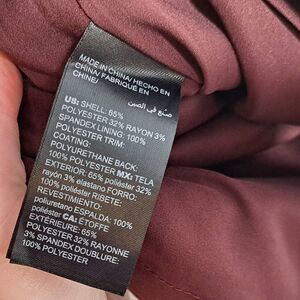 MADE IN CHINA/ HECHO EN
CHINA/ FABRIQUE EN
CHINE/
صنع في الصين
US: SHELL: 65%
POLYESTER 32% RAYON 3%
SPANDEX LINING: 100%
POLYESTER TRIM:
COATING:
POLYURETHANE BACK:
100% POLYESTER MX: TELA
EXTERIOR: 65% poliéster 32%
rayón 3% elastano FORRO:
100% poliéster RIBETE:
REVESTIMIENTO:
poliuretano ESPALDA: 100%
poliéster CA: ÉTOFFE
EXTÉRIEURE: 65%
POLYESTER 32% RAYONNE
3% SPANDEX DOUBLURE:
100% POLYESTER